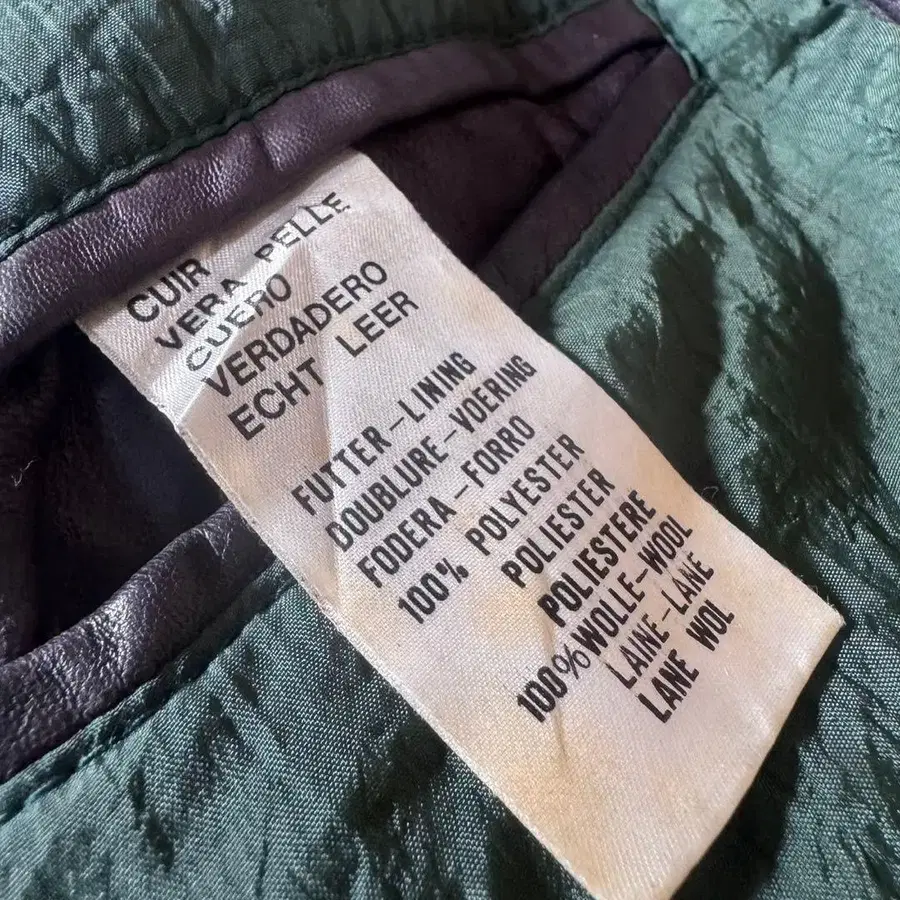 CUIR
VERA PELLE
CUERO
VERDADERO
ECHT LEER
FUTTER-LINING
DOUBLURE-VOERING
FODERA-FORRO
100% POLYESTER
POLIESTER
POLIESTERE
100%WOLLE-WOOL
LAINE-LANE
LANE WOL